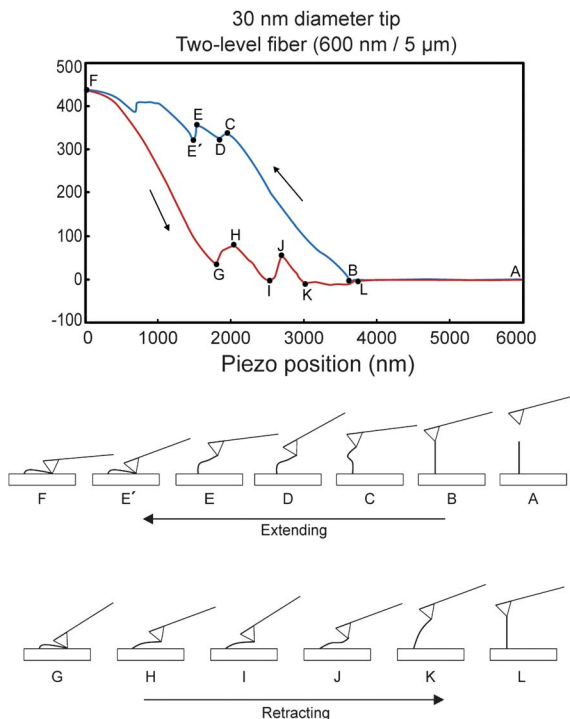 30 nm diameter tip
Two-level fiber (600 nm / 5 µm)
500
400
300
200
100
0
-100
F
E
C
E′
D
H
G
J
I
K
B
L
A
0 1000 2000 3000 4000 5000 6000
Piezo position (nm)
F E′ E D C B A
Extending
G H I J K L
Retracting